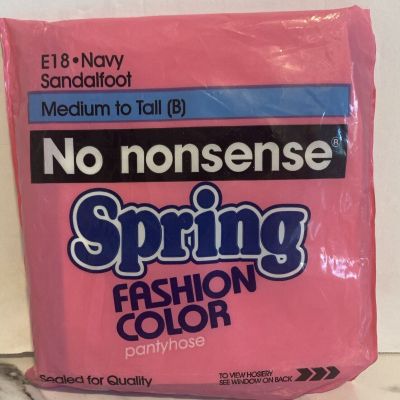 E18•Navy
Sandalfoot
Medium to Tall (B)
No nonsense®
Spring
FASHION
COLOR
pantyhose
Sealed for Quality
TO VIEW HOSIERY
SEE WINDOW ON BACK